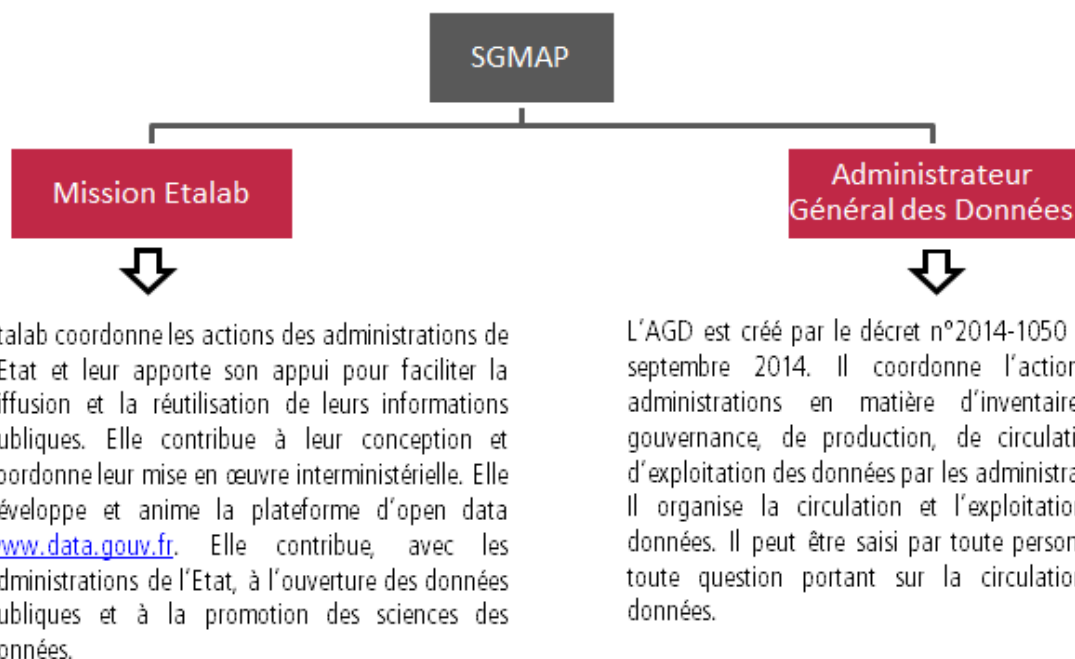 SGMAP
Mission Etalab
talab coordonne les actions des administrations de
Etat et leur apporte son appui pour faciliter la
iffusion et la réutilisation de leurs informations
ubliques. Elle contribue à leur conception et
oordonne leur mise en œuvre interministérielle. Elle
éveloppe et anime la plateforme d'open data
www.data.gouv.fr. Elle contribue, avec les
dministrations de l'Etat, à l'ouverture des données
ubliques et à la promotion des sciences des
onnées.
Administrateur
Général des Données
L'AGD est créé par le décret n°2014-1050
septembre 2014. Il coordonne l'action
administrations en matière d'inventaire
gouvernance, de production, de circulati
d'exploitation des données par les administra
Il organise la circulation et l'exploitation
données. Il peut être saisi par toute person
toute question portant sur la circulation
données.